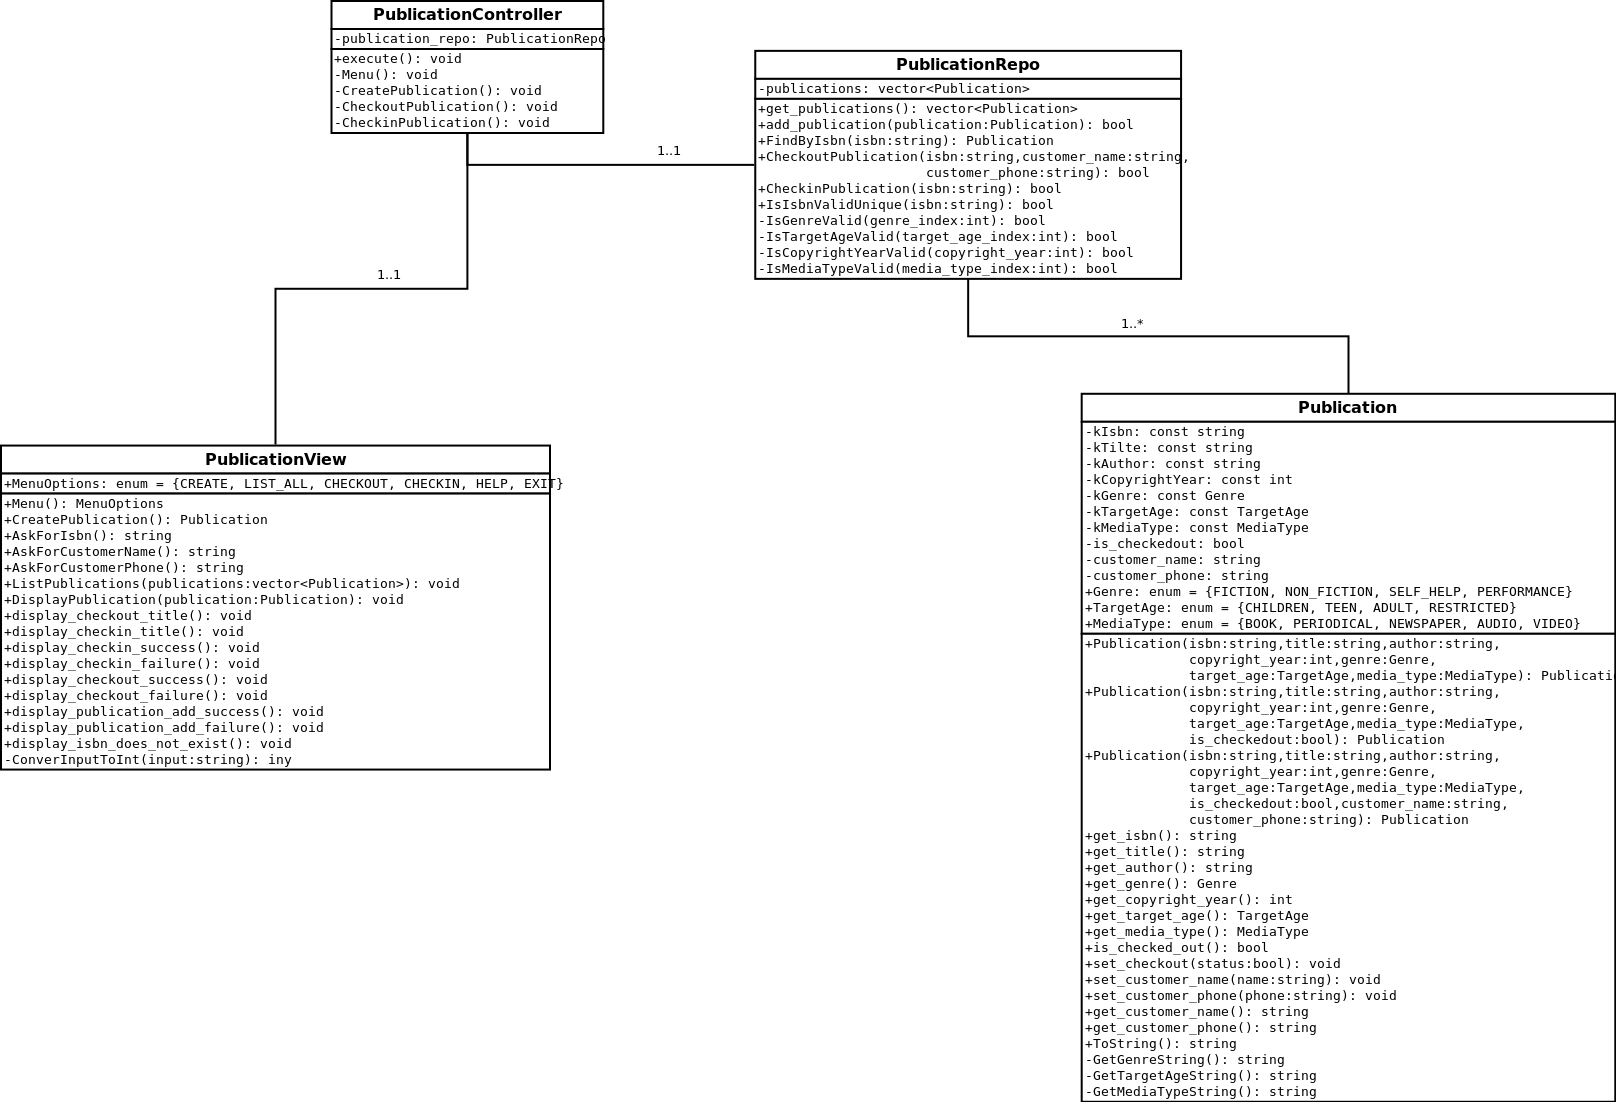 PublicationController
-publication_repo: PublicationRepo
+execute(): void
-Menu(): void
-CreatePublication(): void
-CheckoutPublication(): void
-CheckinPublication(): void
1..1
PublicationRepo
-publications: vector<Publication>
+get_publications(): vector<Publication>
+add_publication(publication:Publication): bool
+FindByIsbn(isbn:string): Publication
+CheckoutPublication(isbn:string,customer_name:string,
customer_phone:string): bool
+CheckinPublication(isbn:string): bool
+IsIsbnValidUnique(isbn:string): bool
-IsGenreValid(genre_index:int): bool
-IsTargetAgeValid(target_age_index:int): bool
-IsCopyrightYearValid(copyright_year:int): bool
-IsMediaTypeValid(media_type_index:int): bool
1..1
1..*
PublicationView
+MenuOptions: enum = {CREATE, LIST_ALL, CHECKOUT, CHECKIN, HELP, EXIT}
+Menu(): MenuOptions
+CreatePublication(): Publication
+AskForIsbn(): string
+AskForCustomerName(): string
+AskForCustomerPhone(): string
+ListPublications(publications:vector<Publication>): void
+DisplayPublication(publication:Publication): void
+display_checkout_title(): void
+display_checkin_title(): void
+display_checkin_success(): void
+display_checkin_failure(): void
+display_checkout_success(): void
+display_checkout_failure(): void
+display_publication_add_success(): void
+display_publication_add_failure(): void
+display_isbn_does_not_exist(): void
-ConverInputToInt(input:string): iny
Publication
-kIsbn: const string
-kTilte: const string
-kAuthor: const string
-kCopyrightYear: const int
-kGenre: const Genre
-kTargetAge: const TargetAge
-kMediaType: const MediaType
-is_checkedout: bool
-customer_name: string
-customer_phone: string
+Genre: enum = {FICTION, NON_FICTION, SELF_HELP, PERFORMANCE}
+TargetAge: enum = {CHILDREN, TEEN, ADULT, RESTRICTED}
+MediaType: enum = {BOOK, PERIODICAL, NEWSPAPER, AUDIO, VIDEO}
+Publication(isbn:string,title:string,author:string,
copyright_year:int,genre:Genre,
target_age:TargetAge,media_type:MediaType): Publicati
+Publication(isbn:string,title:string,author:string,
copyright_year:int,genre:Genre,
target_age:TargetAge,media_type:MediaType,
is_checkedout:bool): Publication
+Publication(isbn:string,title:string,author:string,
copyright_year:int,genre:Genre,
target_age:TargetAge,media_type:MediaType,
is_checkedout:bool,customer_name:string,
customer_phone:string): Publication
+get_isbn(): string
+get_title(): string
+get_author(): string
+get_genre(): Genre
+get_copyright_year(): int
+get_target_age(): TargetAge
+get_media_type(): MediaType
+is_checked_out(): bool
+set_checkout(status:bool): void
+set_customer_name(name:string): void
+set_customer_phone(phone:string): void
+get_customer_name(): string
+get_customer_phone(): string
+ToString(): string
-GetGenreString(): string
-GetTargetAgeString(): string
-GetMediaTypeString(): string